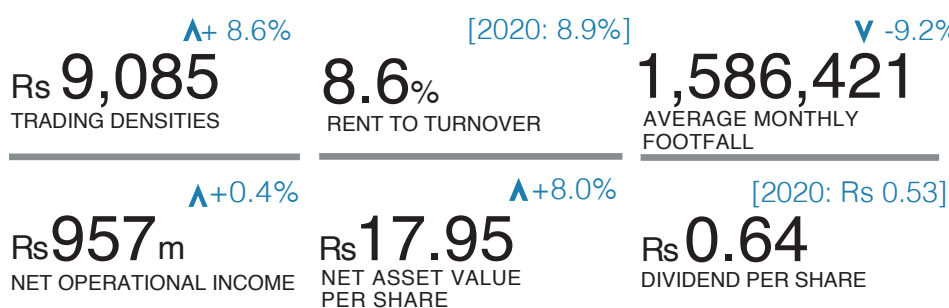 + 8.6%
Rs 9,085
TRADING DENSITIES
[2020: 8.9%]
8.6%
RENT TO TURNOVER
-9.2%
1,586,421
AVERAGE MONTHLY
FOOTFALL
+0.4%
Rs957m
NET OPERATIONAL INCOME
+8.0%
Rs17.95
NET ASSET VALUE
PER SHARE
[2020: Rs 0.53]
Rs 0.64
DIVIDEND PER SHARE